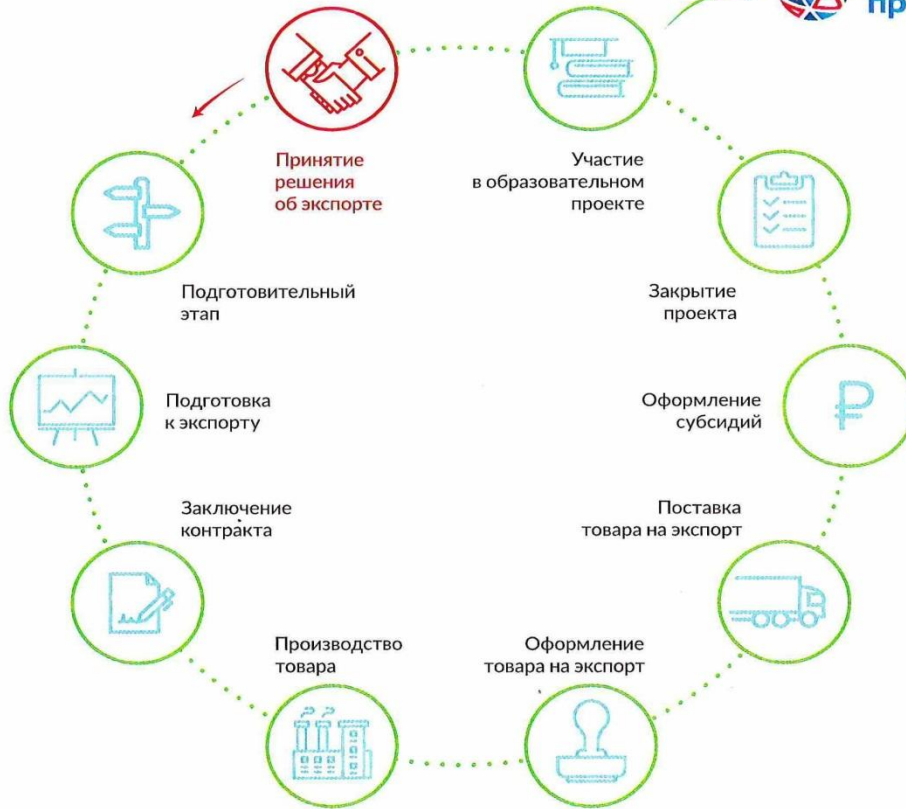 пр
Принятие
решения
об экспорте
Участие
в образовательном
проекте
Подготовительный
этап
Закрытие
проекта
Подготовка
к экспорту
Оформление
субсидий
Заключение
контракта
Поставка
товара на экспорт
Производство
товара
Оформление
товара на экспорт